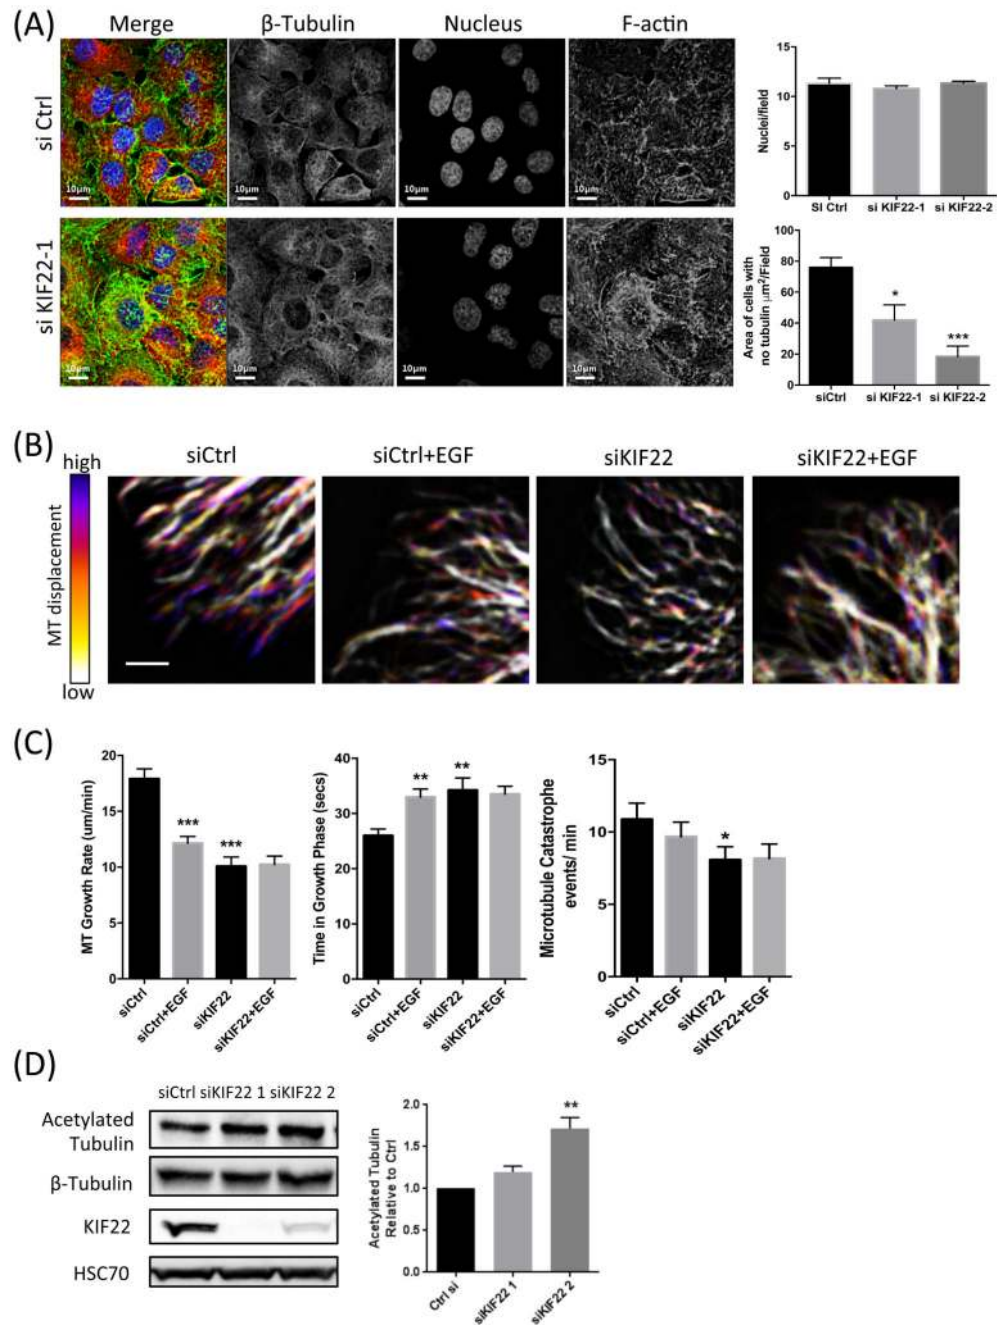 (A)
Merge β-Tubulin Nucleus F-actin
si Ctrl
10μm 10μm 10μm 10μm
si KIF22-1
10μm 10μm 10μm 10μm
Nuclei/field
15
10
5
0
SI Ctrl si KIF22-1 si KIF22-2
Area of cells with
no tubulin μm²/Field
100
80
60
40
20
0
*
***
siCtrl si KIF22-1 si KIF22-2
(B)
high
MT displacement
low
siCtrl siCtrl+EGF siKIF22 siKIF22+EGF
(C)
MT Growth Rate (um/min)
20
15
10
5
0
*** ***
siCtrl siCtrl+EGF siKIF22 siKIF22+EGF
Time in Growth Phase (secs)
40
30
20
10
0
** **
siCtrl siCtrl+EGF siKIF22 siKIF22+EGF
Microtubule Catastrophe
events/ min
15
10
5
0
*
siCtrl siCtrl+EGF siKIF22 siKIF22+EGF
(D)
siCtrl siKIF22 1 siKIF22 2
Acetylated
Tubulin
β-Tubulin
KIF22
HSC70
Acetylated Tubulin
Relative to Ctrl
2.0
1.5
1.0
0.5
0.0
**
Ctrl si siKIF22 1 siKIF22 2